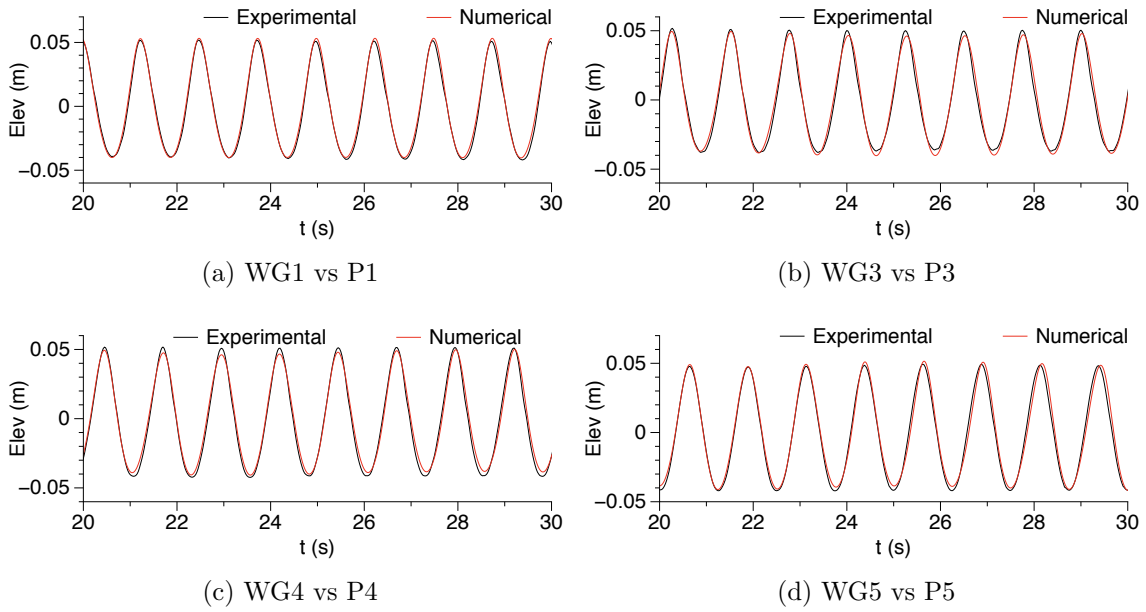 Experimental Numerical
0.05
0
−0.05
Elev (m)
20 22 24 26 28 30
t (s)
(a) WG1 vs P1
Experimental Numerical
0.05
0
−0.05
Elev (m)
20 22 24 26 28 30
t (s)
(b) WG3 vs P3
Experimental Numerical
0.05
0
−0.05
Elev (m)
20 22 24 26 28 30
t (s)
(c) WG4 vs P4
Experimental Numerical
0.05
0
−0.05
Elev (m)
20 22 24 26 28 30
t (s)
(d) WG5 vs P5